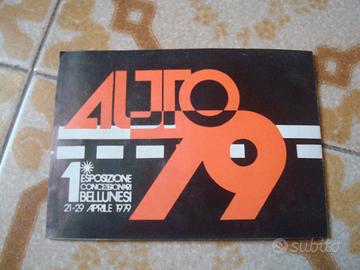 AUTO
79
1ª ESPOSIZIONE
CONCESSIONARI
BELLUNESI
21-29 APRILE 1979
subito